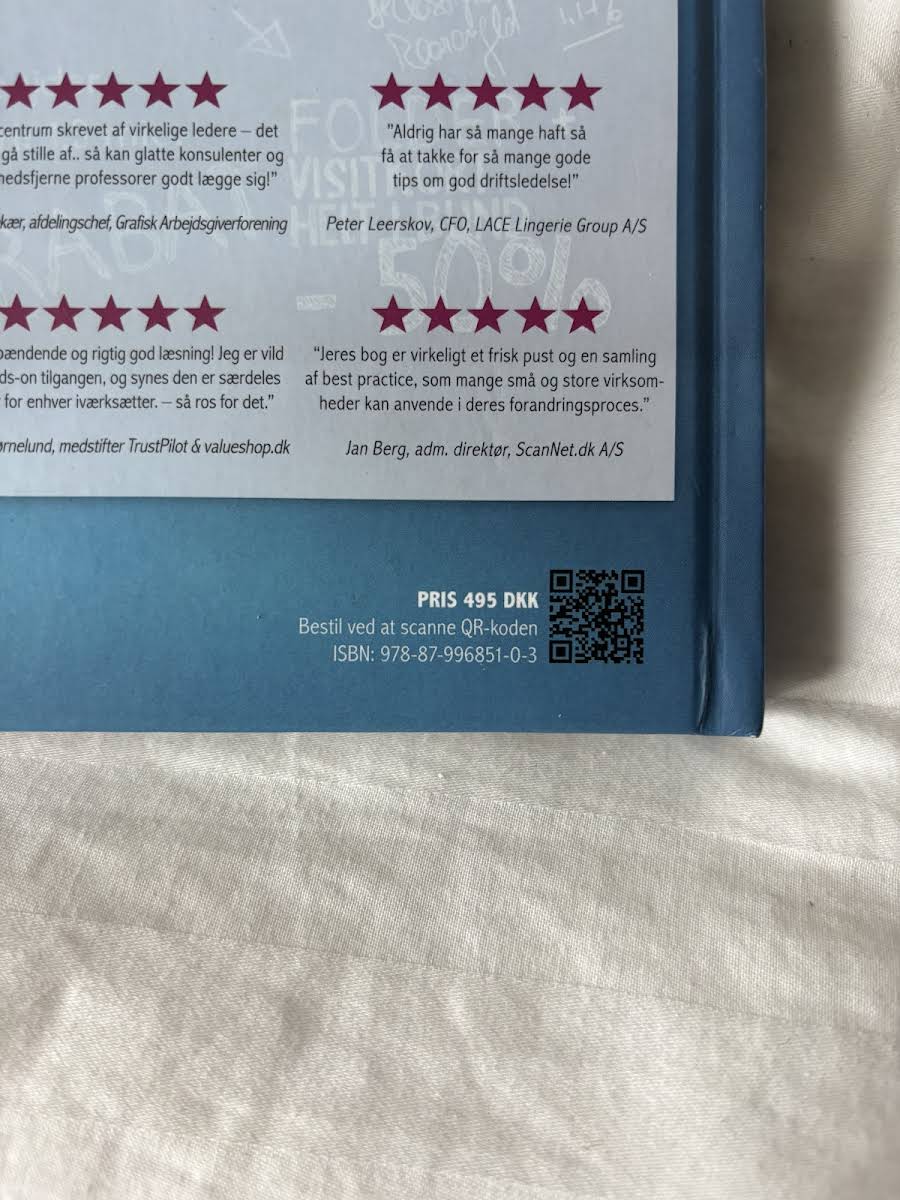 centrum skrevet af virkelige ledere – det
gå stille af.. så kan glatte konsulenter og
godt lægge sig!”
afdelingschef, Grafisk Arbejdsgiverforening
"Aldrig har så mange haft så
få at takke for så mange gode
tips om god driftsledelse!”
Peter Leerskov, CFO, LACE Lingerie Group A/S
RABAT
VISITKORT
HELT I BUND
- 50%
og rigtig god læsning! Jeg er vild
tilgangen, og synes den er særdeles
for enhver iværksætter. – så ros for det.”
medstifter TrustPilot & valueshop.dk
“Jeres bog er virkeligt et frisk pust og en samling
af best practice, som mange små og store virksom-
heder kan anvende i deres forandringsproces.”
Jan Berg, adm. direktør, ScanNet.dk A/S
PRIS 495 DKK
Bestil ved at scanne QR-koden
ISBN: 978-87-996851-0-3